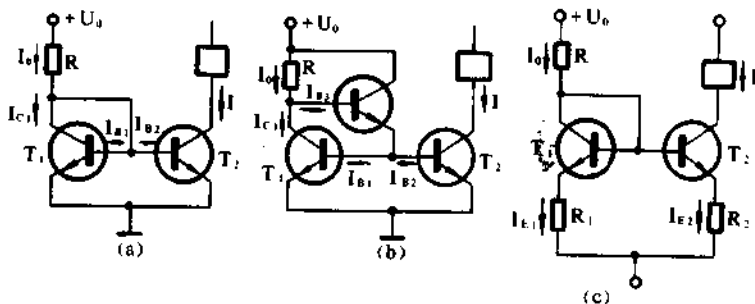 + U₀
I₀
R
I_C1
I_B1
I_B2
I
T₁
T₂
(a)
+ U₀
I₀
R
I_B3
I_C1
I
T₁
I_B1
I_B2
T₂
(b)
+ U₀
I₀
R
I
T₂
I_E1
R₁
I_E2
R₂
(c)